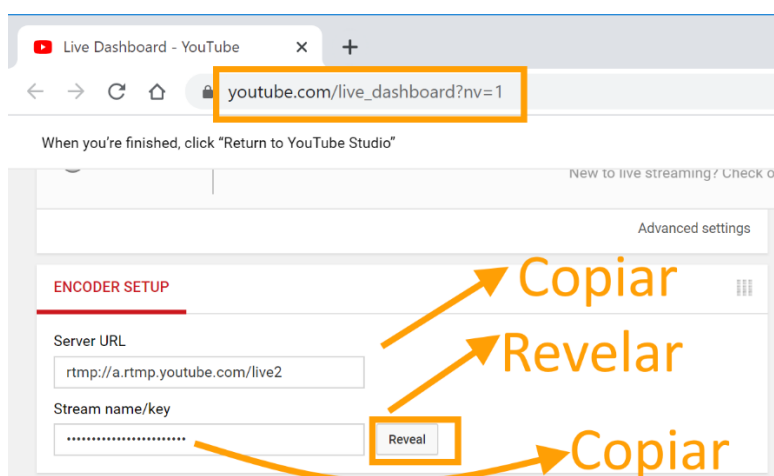 Live Dashboard - YouTube
youtube.com/live_dashboard?nv=1
When you're finished, click “Return to YouTube Studio”
New to live streaming? Check o
Advanced settings
ENCODER SETUP
Copiar
Server URL
Revelar
rtmp://a.rtmp.youtube.com/live2
Stream name/key
••••••••••••••••••••••••
Reveal
Copiar